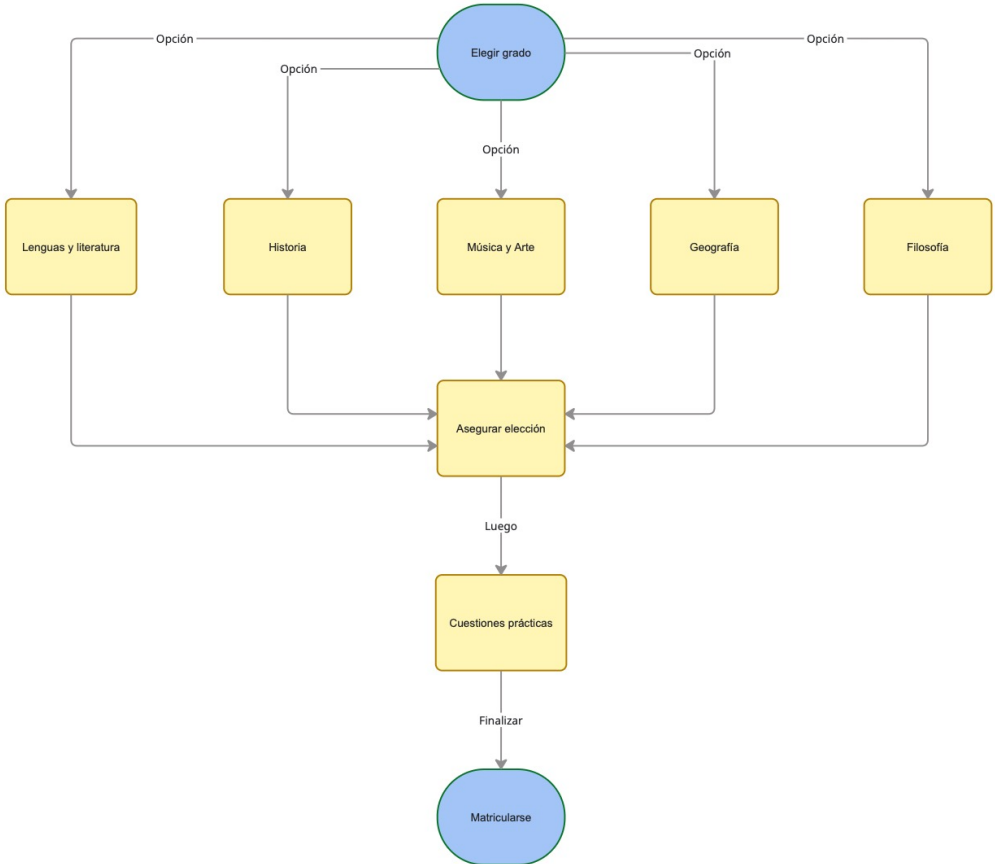 Elegir grado
Opción
Opción
Opción
Opción
Opción
Lenguas y literatura
Historia
Música y Arte
Geografía
Filosofía
Asegurar elección
Luego
Cuestiones prácticas
Finalizar
Matricularse